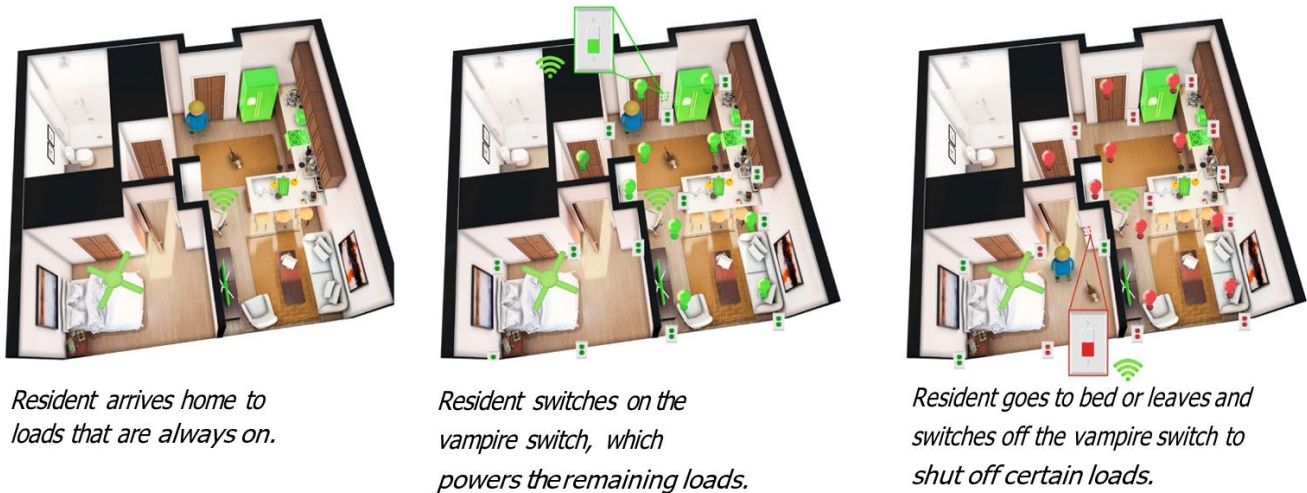 Resident arrives home to
loads that are always on.
Resident switches on the
vampire switch, which
powers the remaining loads.
Resident goes to bed or leaves and
switches off the vampire switch to
shut off certain loads.